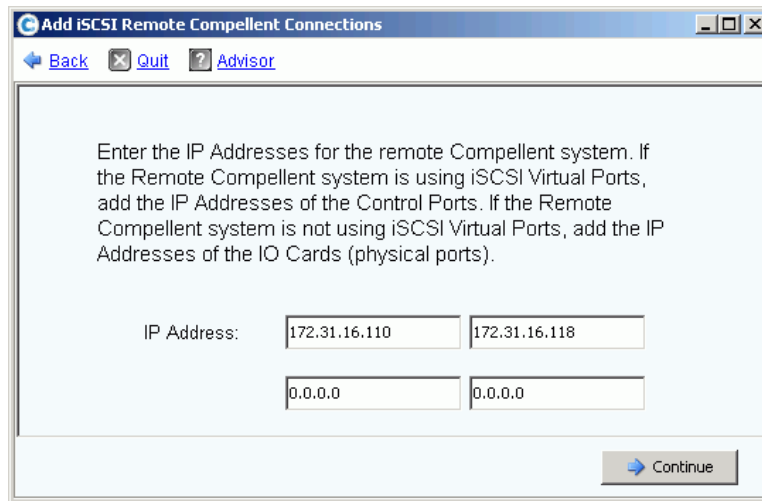 Add iSCSI Remote Compellent Connections
Back Quit ? Advisor
Enter the IP Addresses for the remote Compellent system. If
the Remote Compellent system is using iSCSI Virtual Ports,
add the IP Addresses of the Control Ports. If the Remote
Compellent system is not using iSCSI Virtual Ports, add the IP
Addresses of the IO Cards (physical ports).
IP Address: 172.31.16.110 172.31.16.118
0.0.0.0 0.0.0.0
Continue